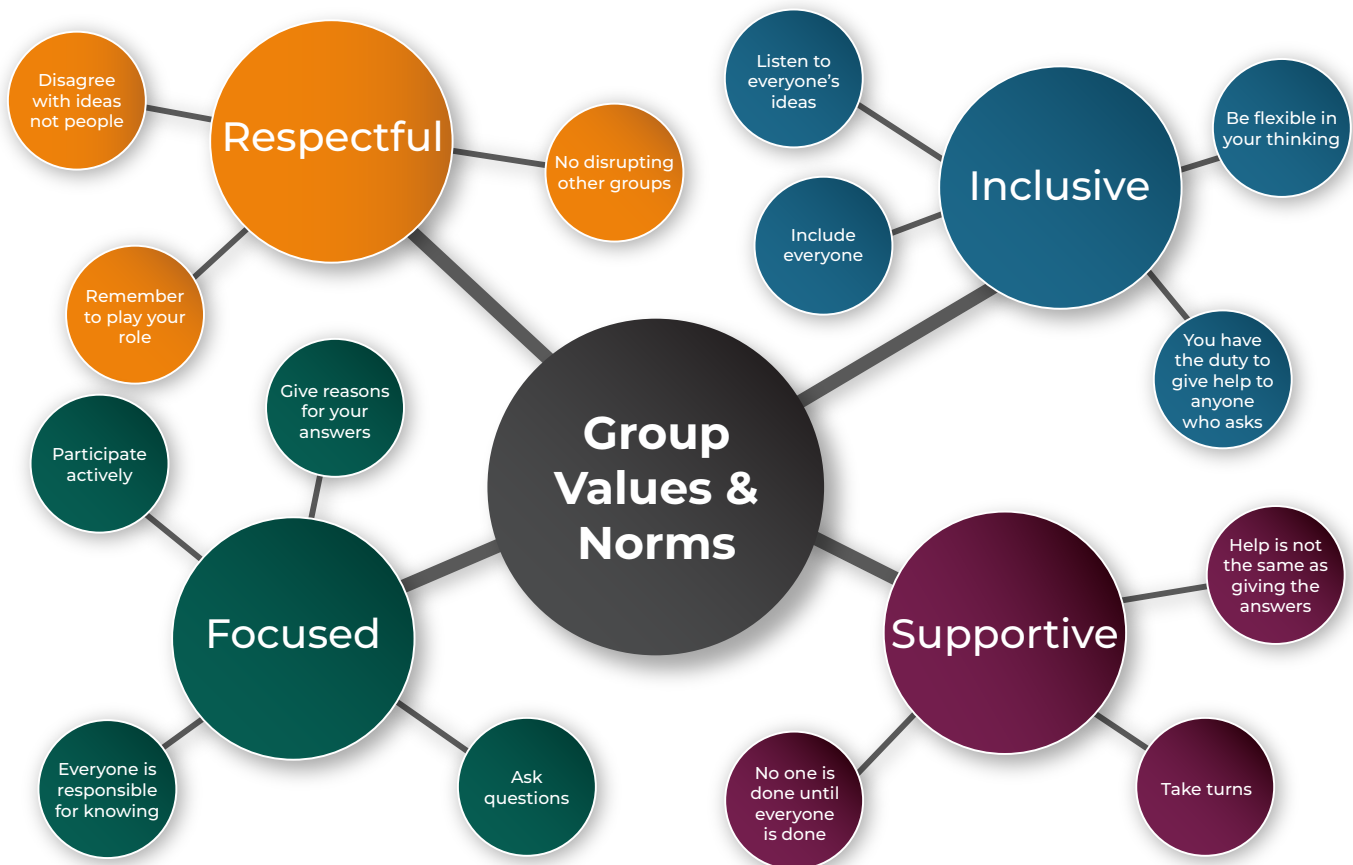 Group
Values &
Norms
Respectful
Disagree
with ideas
not people
No disrupting
other groups
Remember
to play your
role
Inclusive
Listen to
everyone’s
ideas
Be flexible in
your thinking
Include
everyone
You have
the duty to
give help to
anyone
who asks
Focused
Give reasons
for your
answers
Participate
actively
Everyone is
responsible
for knowing
Ask
questions
Supportive
Help is not
the same as
giving the
answers
No one is
done until
everyone
is done
Take turns